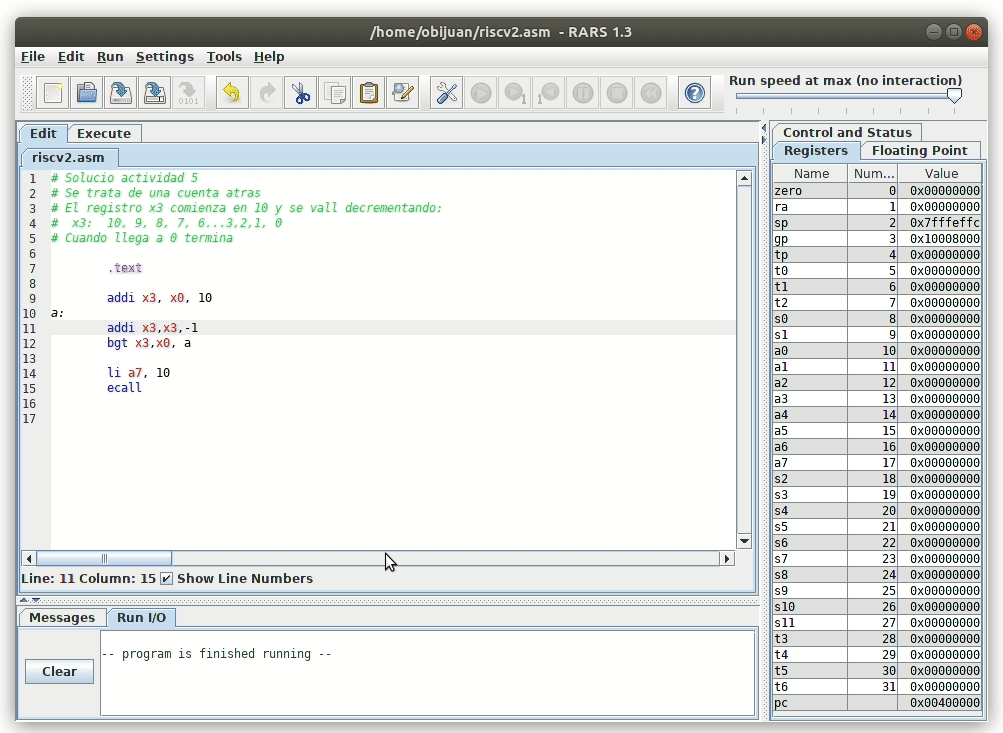 /home/obijuan/riscv2.asm - RARS 1.3
File Edit Run Settings Tools Help
Run speed at max (no interaction)
0101
1
1
Edit Execute
riscv2.asm
1 # Solucio actividad 5
2 # Se trata de una cuenta atras
3 # El registro x3 comienza en 10 y se vall decrementando:
4 #  x3:  10, 9, 8, 7, 6...3,2,1, 0
5 # Cuando llega a 0 termina
6
7 .text
8
9 addi x3, x0, 10
10 a:
11 addi x3,x3,-1
12 bgt x3,x0, a
13
14 li a7, 10
15 ecall
16
17
Line: 11 Column: 15 Show Line Numbers
Messages Run I/O
Clear
-- program is finished running --
Control and Status
Registers Floating Point
Name Num... Value
zero 0 0x00000000
ra 1 0x00000000
sp 2 0x7fffeffc
gp 3 0x10008000
tp 4 0x00000000
t0 5 0x00000000
t1 6 0x00000000
t2 7 0x00000000
s0 8 0x00000000
s1 9 0x00000000
a0 10 0x00000000
a1 11 0x00000000
a2 12 0x00000000
a3 13 0x00000000
a4 14 0x00000000
a5 15 0x00000000
a6 16 0x00000000
a7 17 0x00000000
s2 18 0x00000000
s3 19 0x00000000
s4 20 0x00000000
s5 21 0x00000000
s6 22 0x00000000
s7 23 0x00000000
s8 24 0x00000000
s9 25 0x00000000
s10 26 0x00000000
s11 27 0x00000000
t3 28 0x00000000
t4 29 0x00000000
t5 30 0x00000000
t6 31 0x00000000
pc 0x00400000